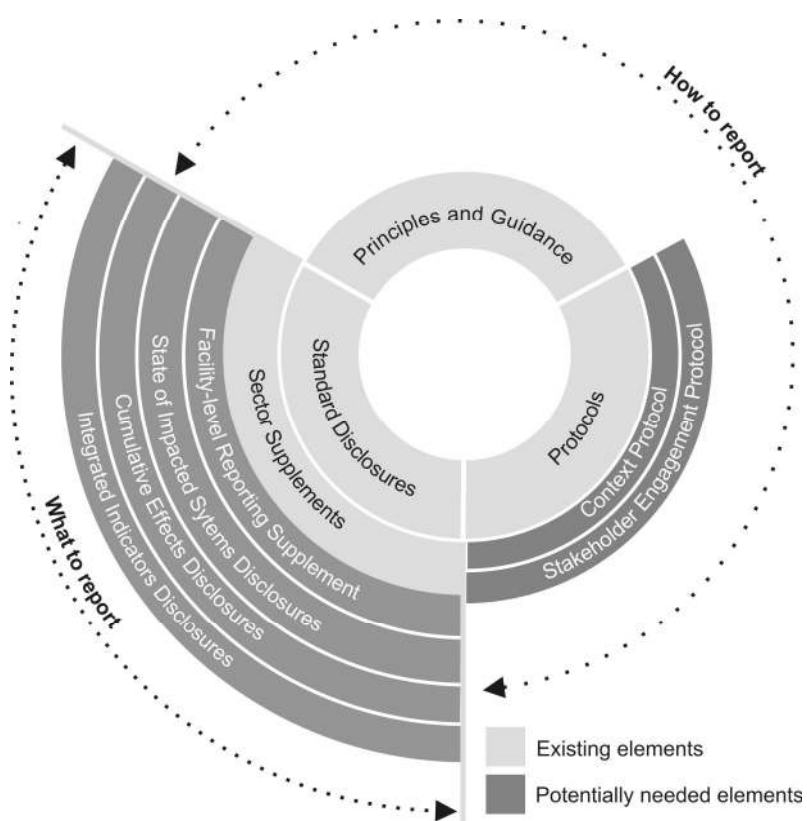 How to report
Principles and Guidance
Standard Disclosures
Sector Supplements
Facility-level Reporting Supplement
State of Impacted Sytems Disclosures
Cumulative Effects Disclosures
Integrated Indicators Disclosures
What to report
Protocols
Context Protocol
Stakeholder Engagement Protocol
Existing elements
Potentially needed elements